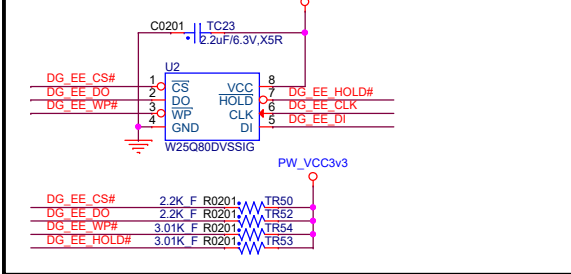 C0201 TC23
2.2uF/6.3V,X5R
U2
DG_EE_CS# 1 CS VCC 8
DG_EE_DO 2 DO HOLD 7 DG_EE_HOLD#
DG_EE_WP# 3 WP CLK 6 DG_EE_CLK
4 GND DI 5 DG_EE_DI
W25Q80DVSSIG
PW_VCC3v3
DG_EE_CS# 2.2K_F R0201 TR50
DG_EE_DO 2.2K_F R0201 TR52
DG_EE_WP# 3.01K_F R0201 TR54
DG_EE_HOLD# 3.01K_F R0201 TR53